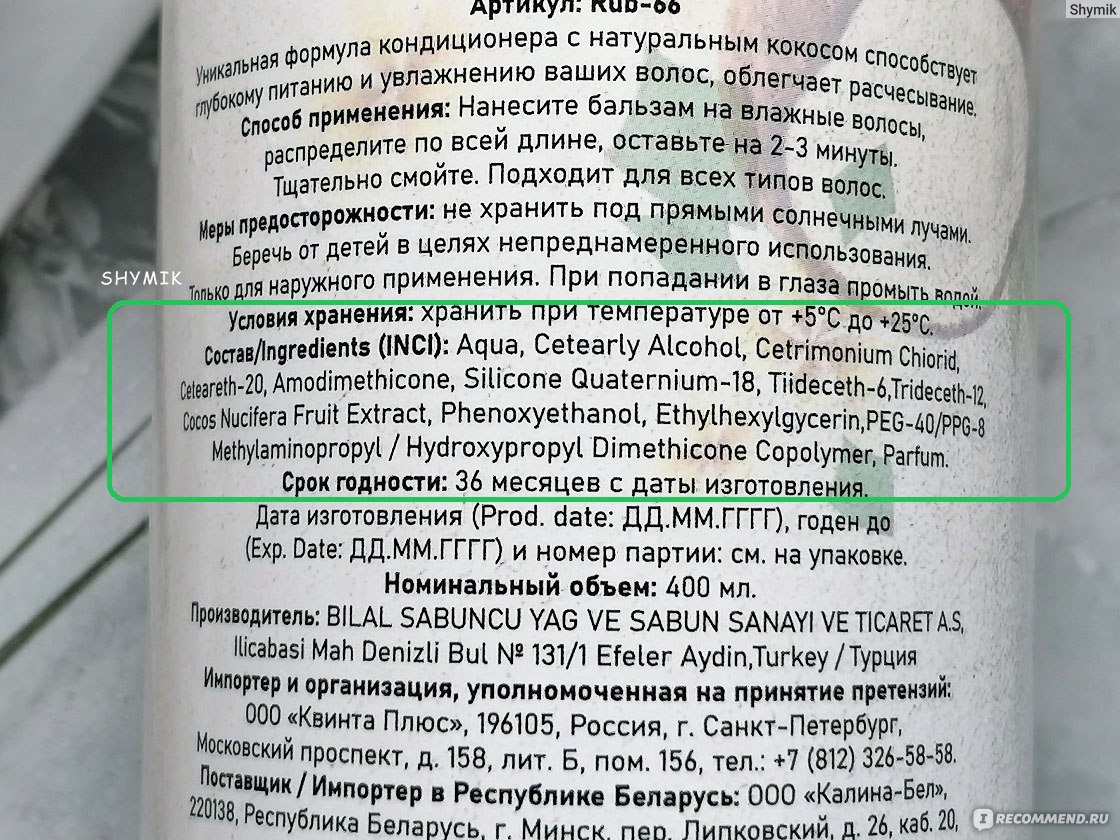 Shymik
Артикул: Rub-66
Уникальная формула кондиционера с натуральным кокосом способствует
глубокому питанию и увлажнению ваших волос, облегчает расчесывание.
Способ применения: Нанесите бальзам на влажные волосы,
распределите по всей длине, оставьте на 2-3 минуты.
Тщательно смойте. Подходит для всех типов волос.
Меры предосторожности: не хранить под прямыми солнечными лучами.
Беречь от детей в целях непреднамеренного использования.
SHYMIK
Только для наружного применения. При попадании в глаза промыть водой.
Условия хранения: хранить при температуре от +5°C до +25°C.
Состав/Ingredients (INCI): Aqua, Cetearly Alcohol, Cetrimonium Chiorid,
Ceteareth-20, Amodimethicone, Silicone Quaternium-18, Tiideceth-6,Trideceth-12,
Cocos Nucifera Fruit Extract, Phenoxyethanol, Ethylhexylgycerin,PEG-40/PPG-8
Methylaminopropyl / Hydroxypropyl Dimethicone Copolymer, Parfum.
Срок годности: 36 месяцев с даты изготовления.
Дата изготовления (Prod. date: ДД.ММ.ГГГГ), годен до
(Exp. Date: ДД.ММ.ГГГГ) и номер партии: см. на упаковке.
Номинальный объем: 400 мл.
Производитель: BILAL SABUNCU YAG VE SABUN SANAYI VE TICARET A.S,
Ilicabasi Mah Denizli Bul № 131/1 Efeler Aydin,Turkey / Турция
Импортер и организация, уполномоченная на принятие претензий:
ООО «Квинта Плюс», 196105, Россия, г. Санкт-Петербург,
Московский проспект, д. 158, лит. Б, пом. 156, тел.: +7 (812) 326-58-58.
Поставщик / Импортер в Республике Беларусь: ООО «Калина-Бел»,
220138, Республика Беларусь, г. Минск, пер. Липковский, д. 26, каб. 20,
IRECOMMEND.RU